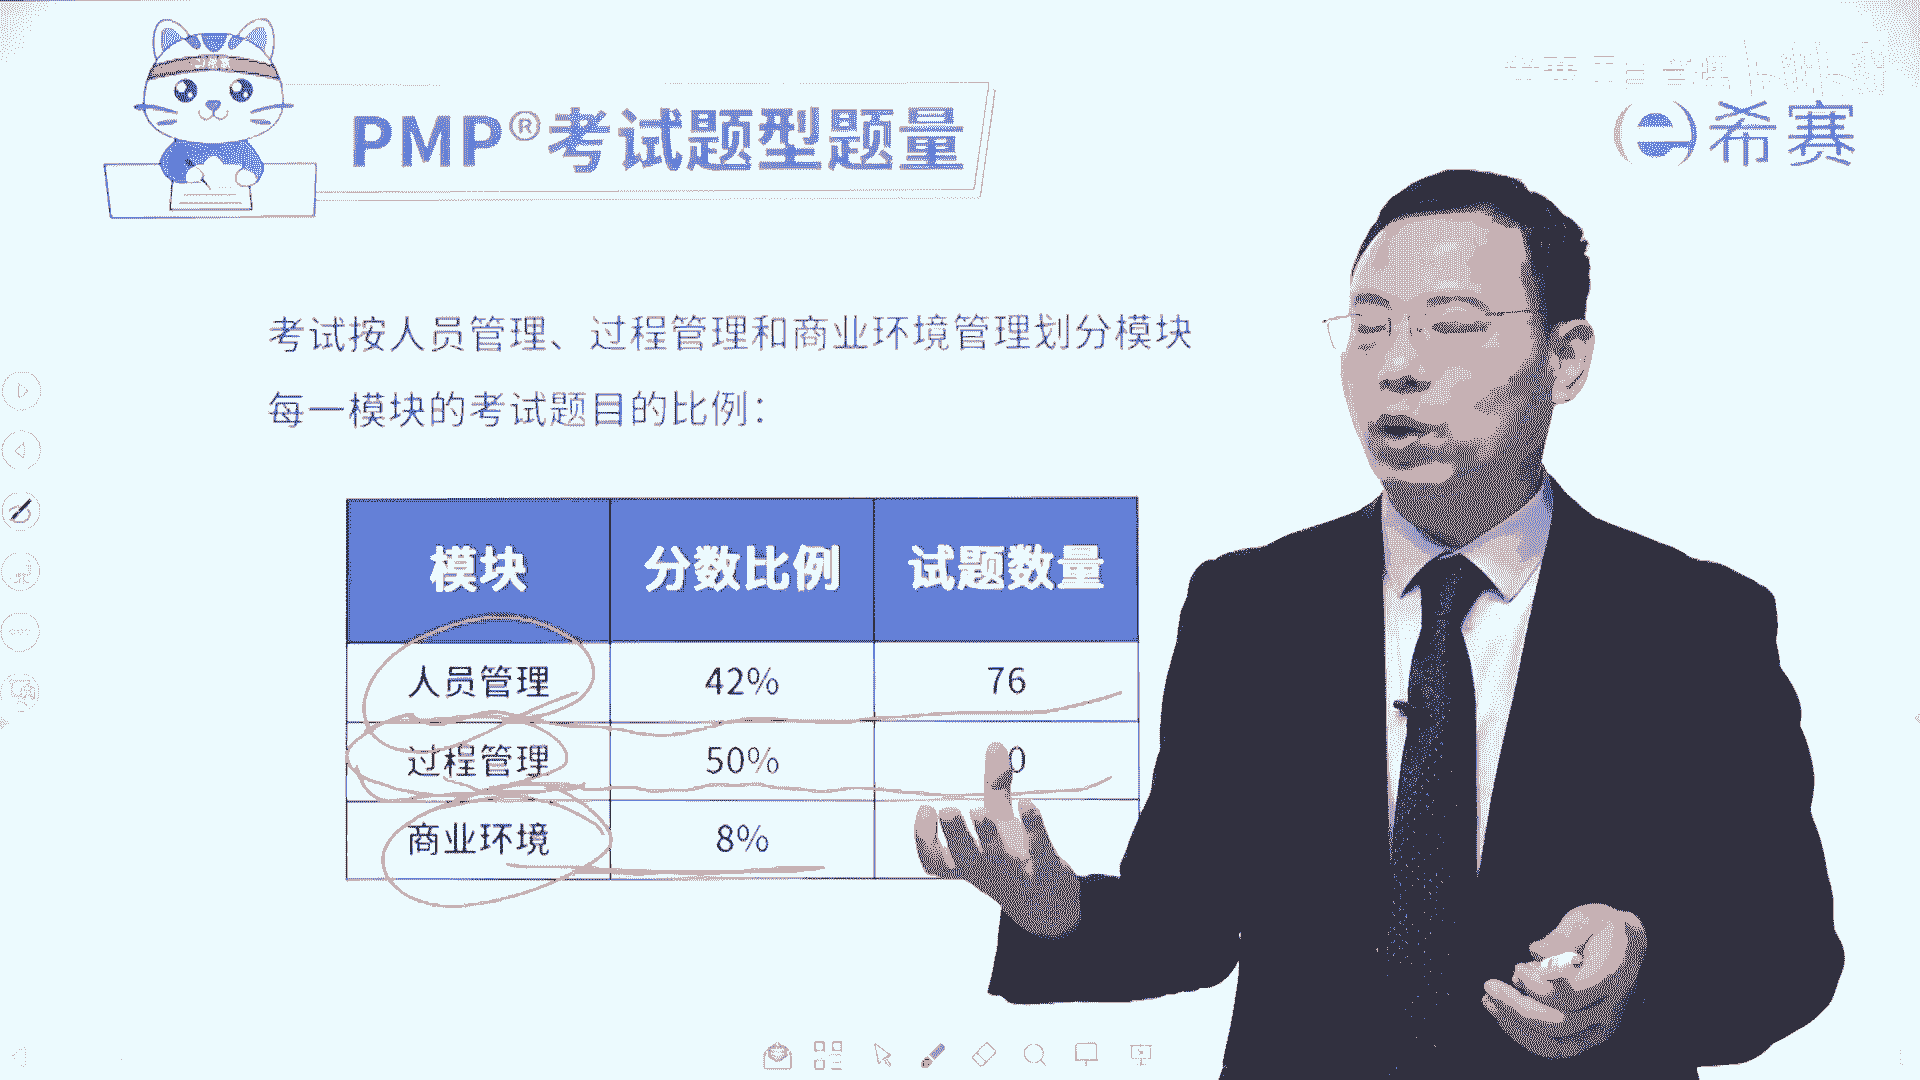 PMP®考试题型题量
希赛
考试按人员管理、过程管理和商业环境管理划分模块
每一模块的考试题目的比例：
模块 分数比例 试题数量
人员管理 42% 76
过程管理 50% 0
商业环境 8%